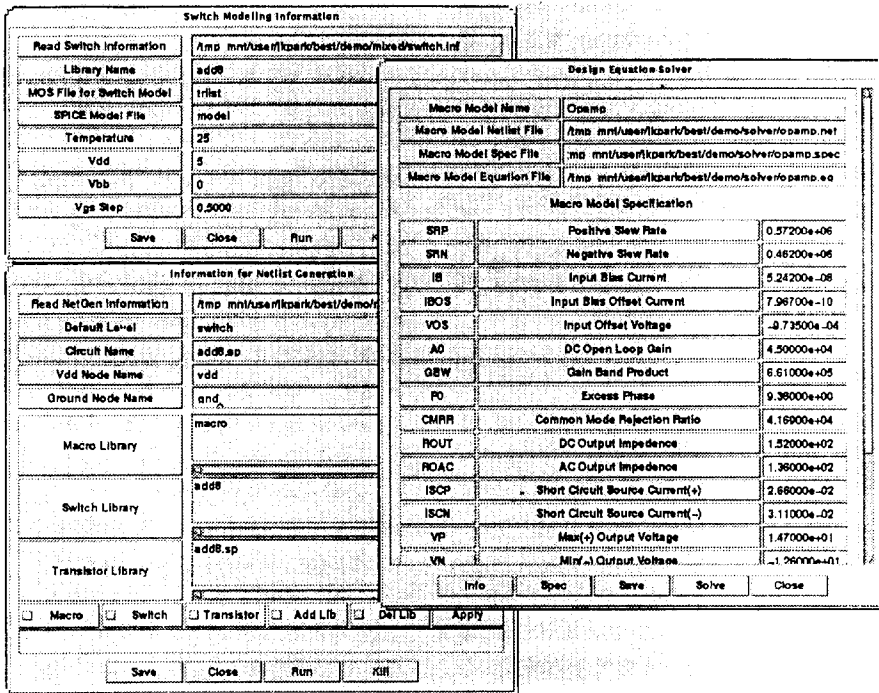 Switch Modeling Information
Read Switch Information /tmp_mnt/user/lkpark/best/demo/mixed/switch.inf
Library Name add8
MOS File for Switch Model trlist
SPICE Model File model
Temperature 25
Vdd 5
Vbb 0
Vgs Step 0.5000
Save Close Run
Information for Netlist Generation
Read NetGen Information /tmp_mnt/user/lkpark/best/demo/
Default Level switch
Circuit Name add8.sp
Vdd Node Name vdd
Ground Node Name gnd
Macro Library macro
Switch Library add8
Transistor Library add8.sp
Macro Switch Transistor Add Lib Del Lib Apply
Save Close Run Kill
Design Equation Solver
Macro Model Name Opamp
Macro Model Netlist File /tmp_mnt/user/lkpark/best/demo/solver/opamp.net
Macro Model Spec File :mp_mnt/user/lkpark/best/demo/solver/opamp.spec
Macro Model Equation File /tmp_mnt/user/lkpark/best/demo/solver/opamp.eq
Macro Model Specification
SRP Positive Slew Rate 0.57200e+06
SRN Negative Slew Rate 0.46200e+06
IB Input Bias Current 5.24200e-08
IBOS Input Bias Offset Current 7.96700e-10
VOS Input Offset Voltage -9.73500e-04
A0 DC Open Loop Gain 4.50000e+04
GBW Gain Band Product 6.61000e+05
P0 Excess Phase 9.36000e+00
CMRR Common Mode Rejection Ratio 4.16900e+04
ROUT DC Output Impedence 1.52000e+02
ROAC AC Output Impedence 1.36000e+02
ISCP Short Circuit Source Current(+) 2.66000e-02
ISCN Short Circuit Source Current(-) 3.11000e-02
VP Max(+) Output Voltage 1.47000e+01
VN Min(-) Output Voltage -1.26000e+01
Info Spec Save Solve Close